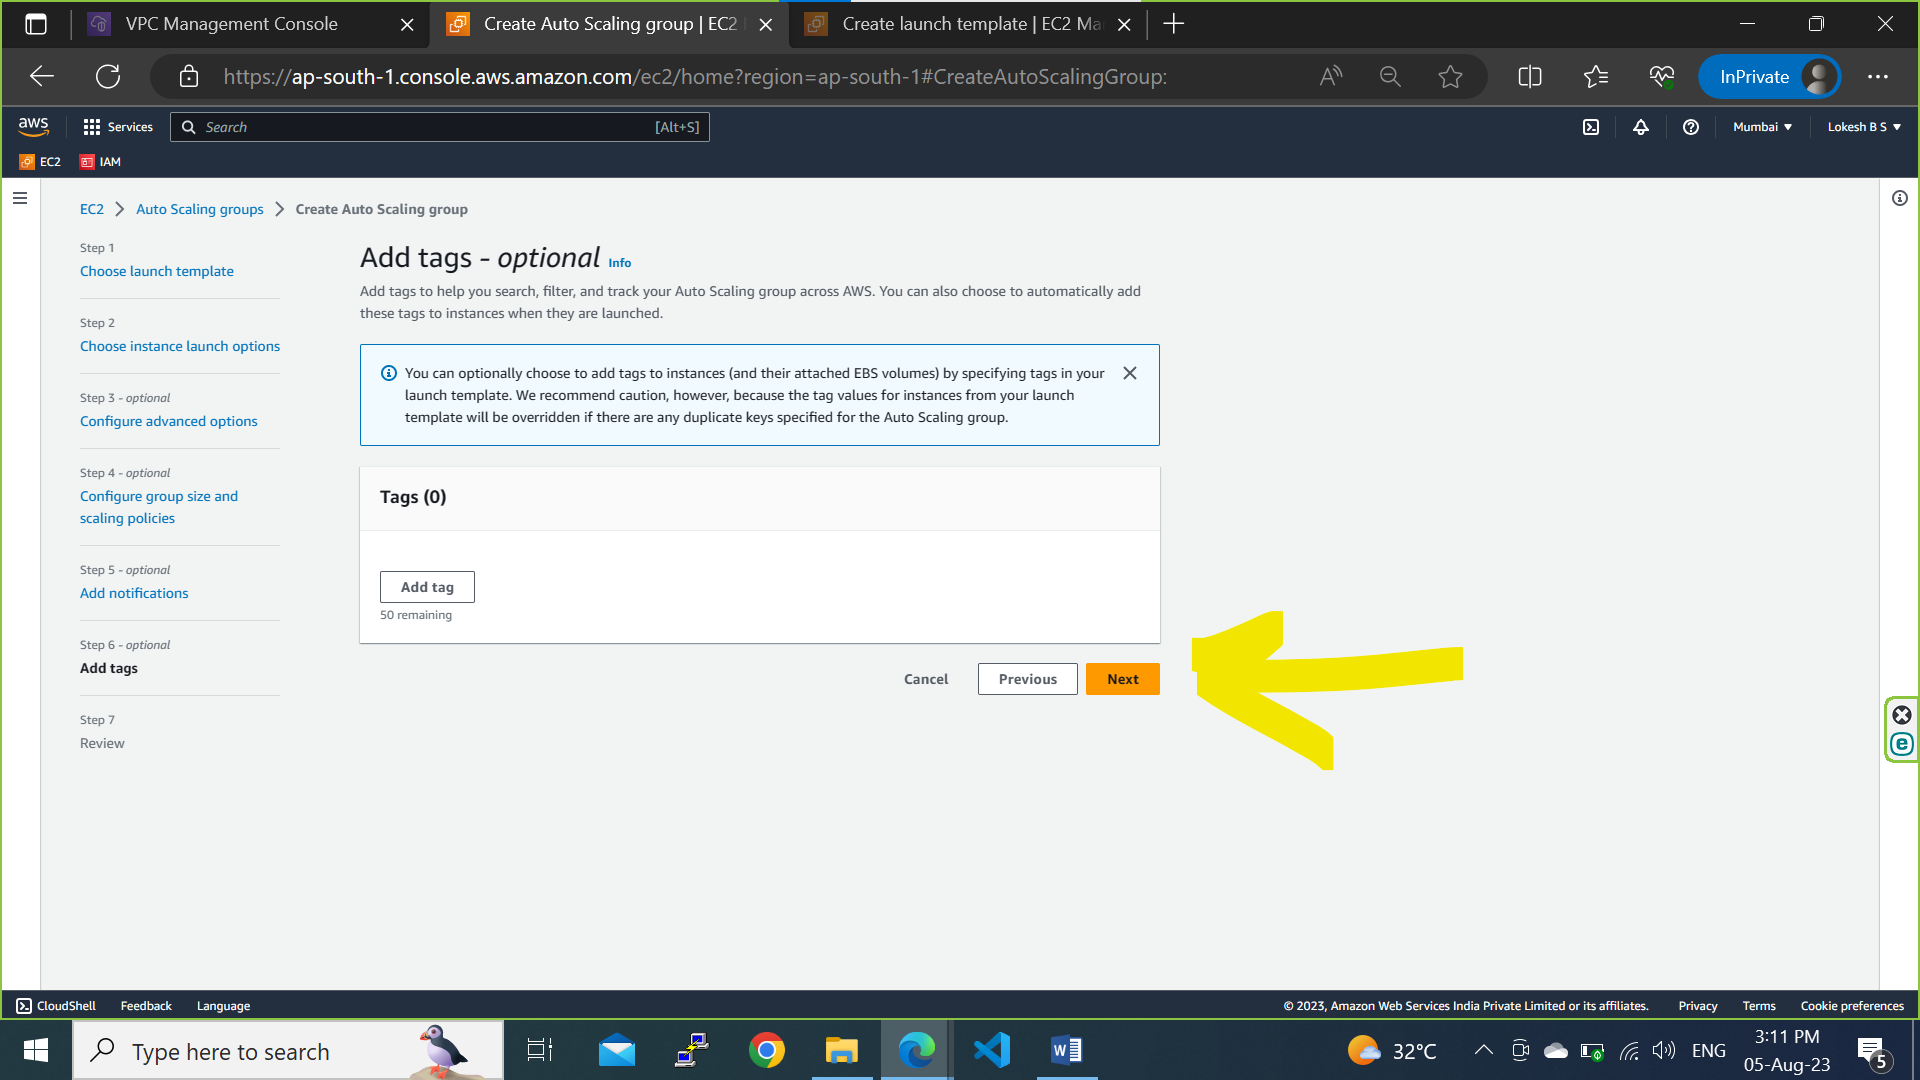 VPC Management Console
Create Auto Scaling group | EC2
Create launch template | EC2 Ma
https://ap-south-1.console.aws.amazon.com/ec2/home?region=ap-south-1#CreateAutoScalingGroup:
InPrivate
aws
Services
Search
[Alt+S]
Mumbai
Lokesh B S
EC2
IAM
EC2
Auto Scaling groups
Create Auto Scaling group
Step 1
Choose launch template
Step 2
Choose instance launch options
Step 3 - optional
Configure advanced options
Step 4 - optional
Configure group size and
scaling policies
Step 5 - optional
Add notifications
Step 6 - optional
Add tags
Step 7
Review
Add tags - optional Info
Add tags to help you search, filter, and track your Auto Scaling group across AWS. You can also choose to automatically add
these tags to instances when they are launched.
You can optionally choose to add tags to instances (and their attached EBS volumes) by specifying tags in your
launch template. We recommend caution, however, because the tag values for instances from your launch
template will be overridden if there are any duplicate keys specified for the Auto Scaling group.
Tags (0)
Add tag
50 remaining
Cancel
Previous
Next
CloudShell
Feedback
Language
© 2023, Amazon Web Services India Private Limited or its affiliates.
Privacy
Terms
Cookie preferences
Type here to search
32°C
ENG
3:11 PM
05-Aug-23
5